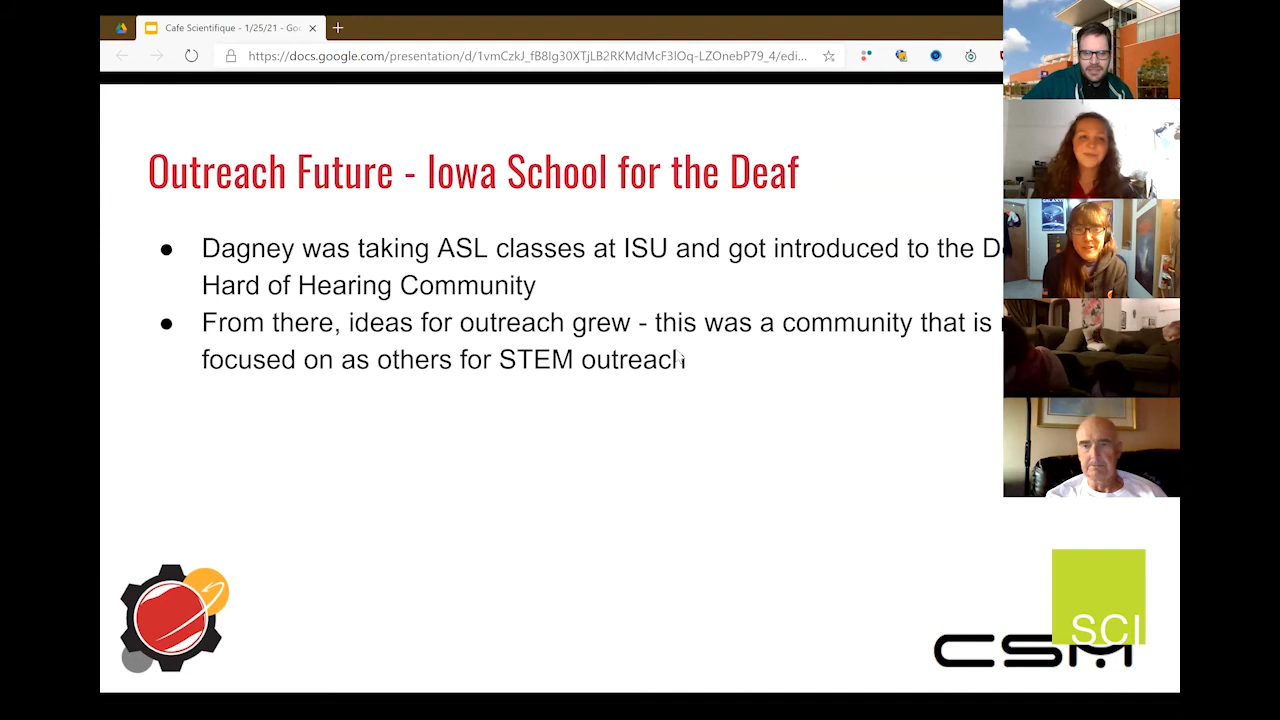 Cafe Scientifique - 1/25/21 - Goo
https://docs.google.com/presentation/d/1vmCzkJ_fB8Ig30XTjLB2RKMdMcF3lOq-LZOnebP79_4/edi...
Outreach Future - Iowa School for the Deaf
● Dagney was taking ASL classes at ISU and got introduced to the
Hard of Hearing Community
● From there, ideas for outreach grew - this was a community that is
focused on as others for STEM outreach
SCI
CSM